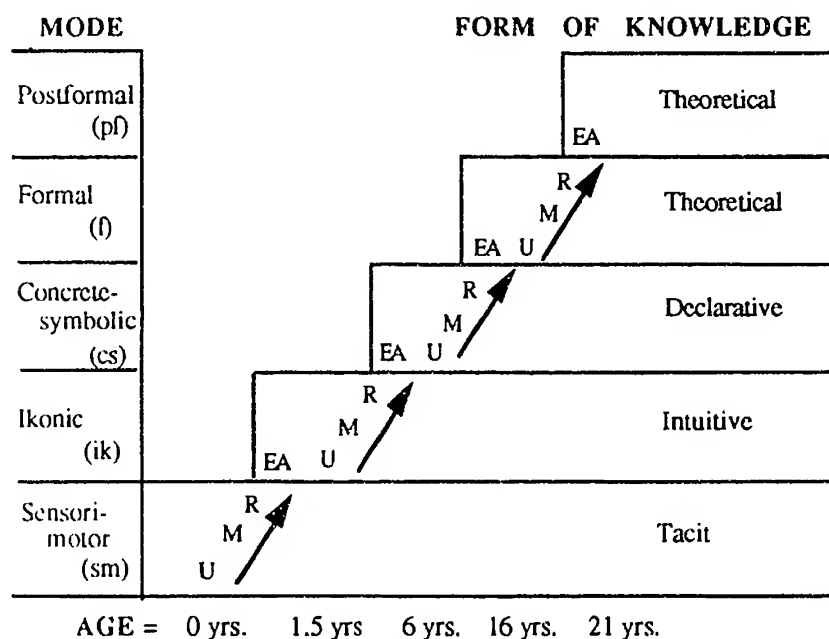 MODE FORM OF KNOWLEDGE
Postformal Theoretical
(pf) EA
Formal R Theoretical
(f) M
EA U
Concrete- R Declarative
symbolic M
(cs) EA U
Ikonic R Intuitive
M
(ik) EA U
Sensori- R
motor M Tacit
(sm) U
AGE = 0 yrs. 1.5 yrs 6 yrs. 16 yrs. 21 yrs.